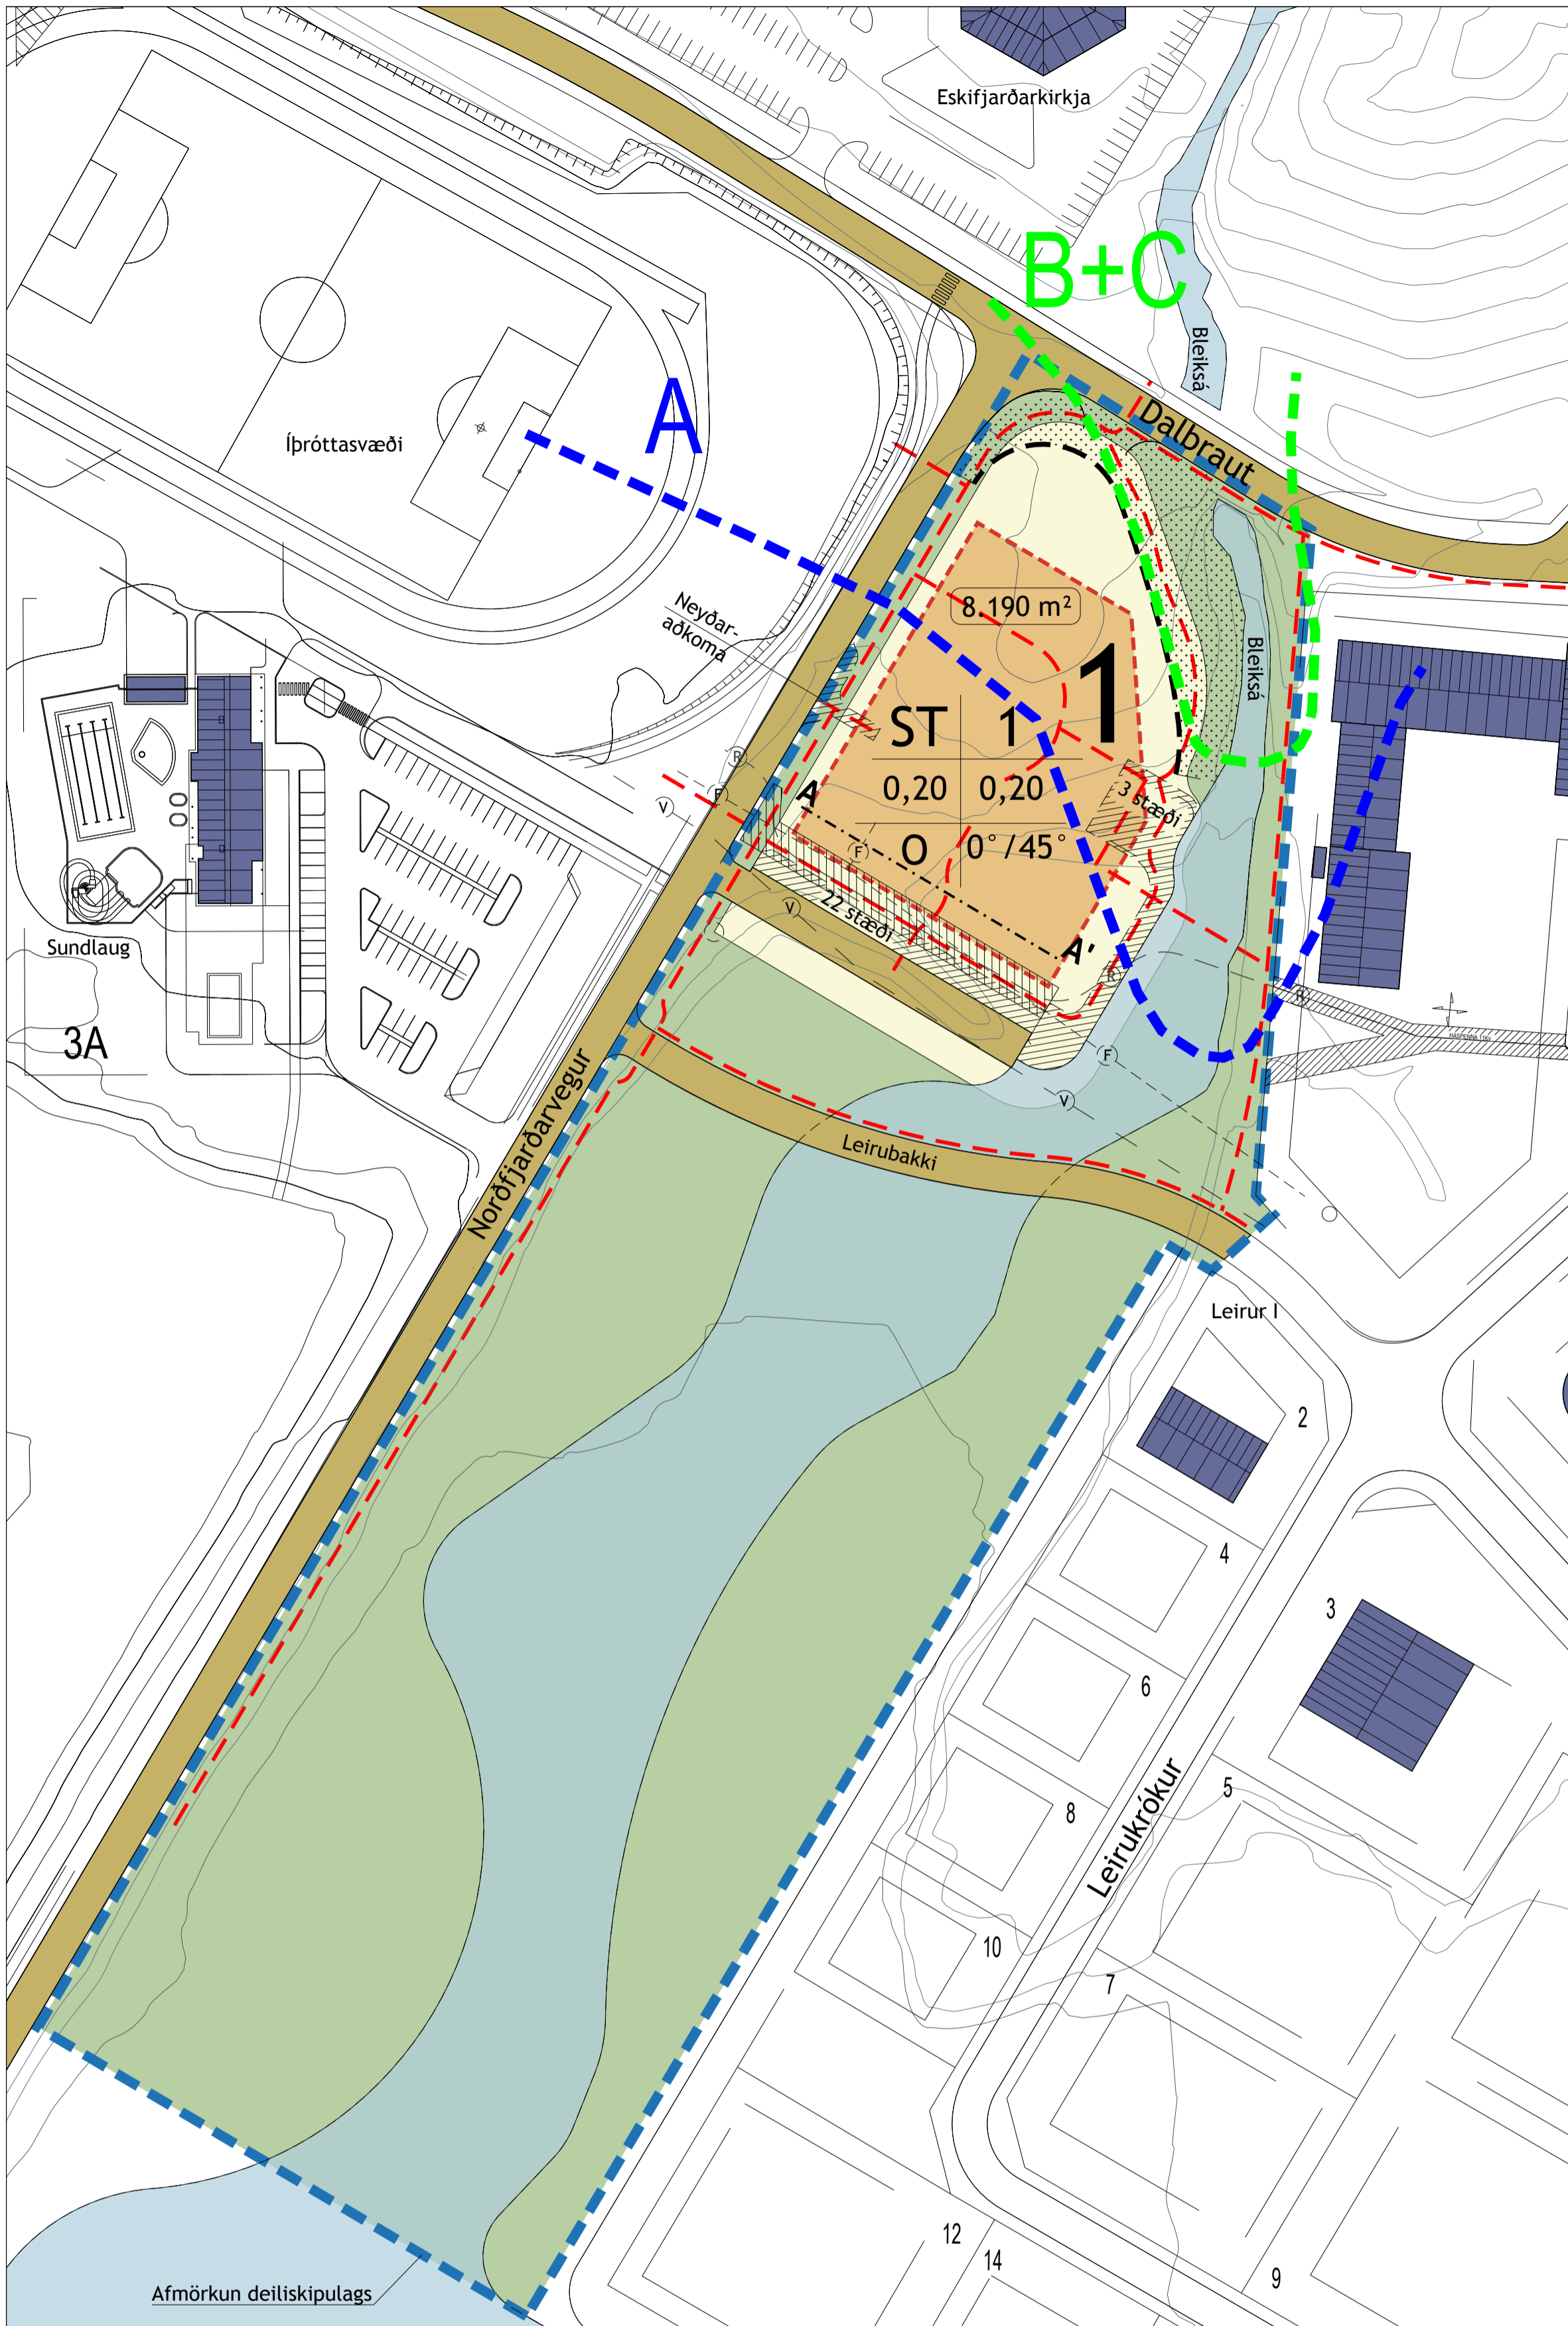 Eskifjarðarkirkja
B+C
Bleiksá
A
Dalbraut
Íþróttasvæði
Neyðar-
aðkoma
8.190 m²
1
Bleiksá
ST 1
0,20 0,20
O 0°/45°
3 stæði
A
A'
22 stæði
R
F
V
F
V
R
R
F
V
HÁSPENNA 11kV
Sundlaug
3A
Norðfjarðarvegur
Leirubakki
Leirur I
2
4
3
6
5
8
Leirukrókur
10
7
12
14
9
Afmörkun deiliskipulags